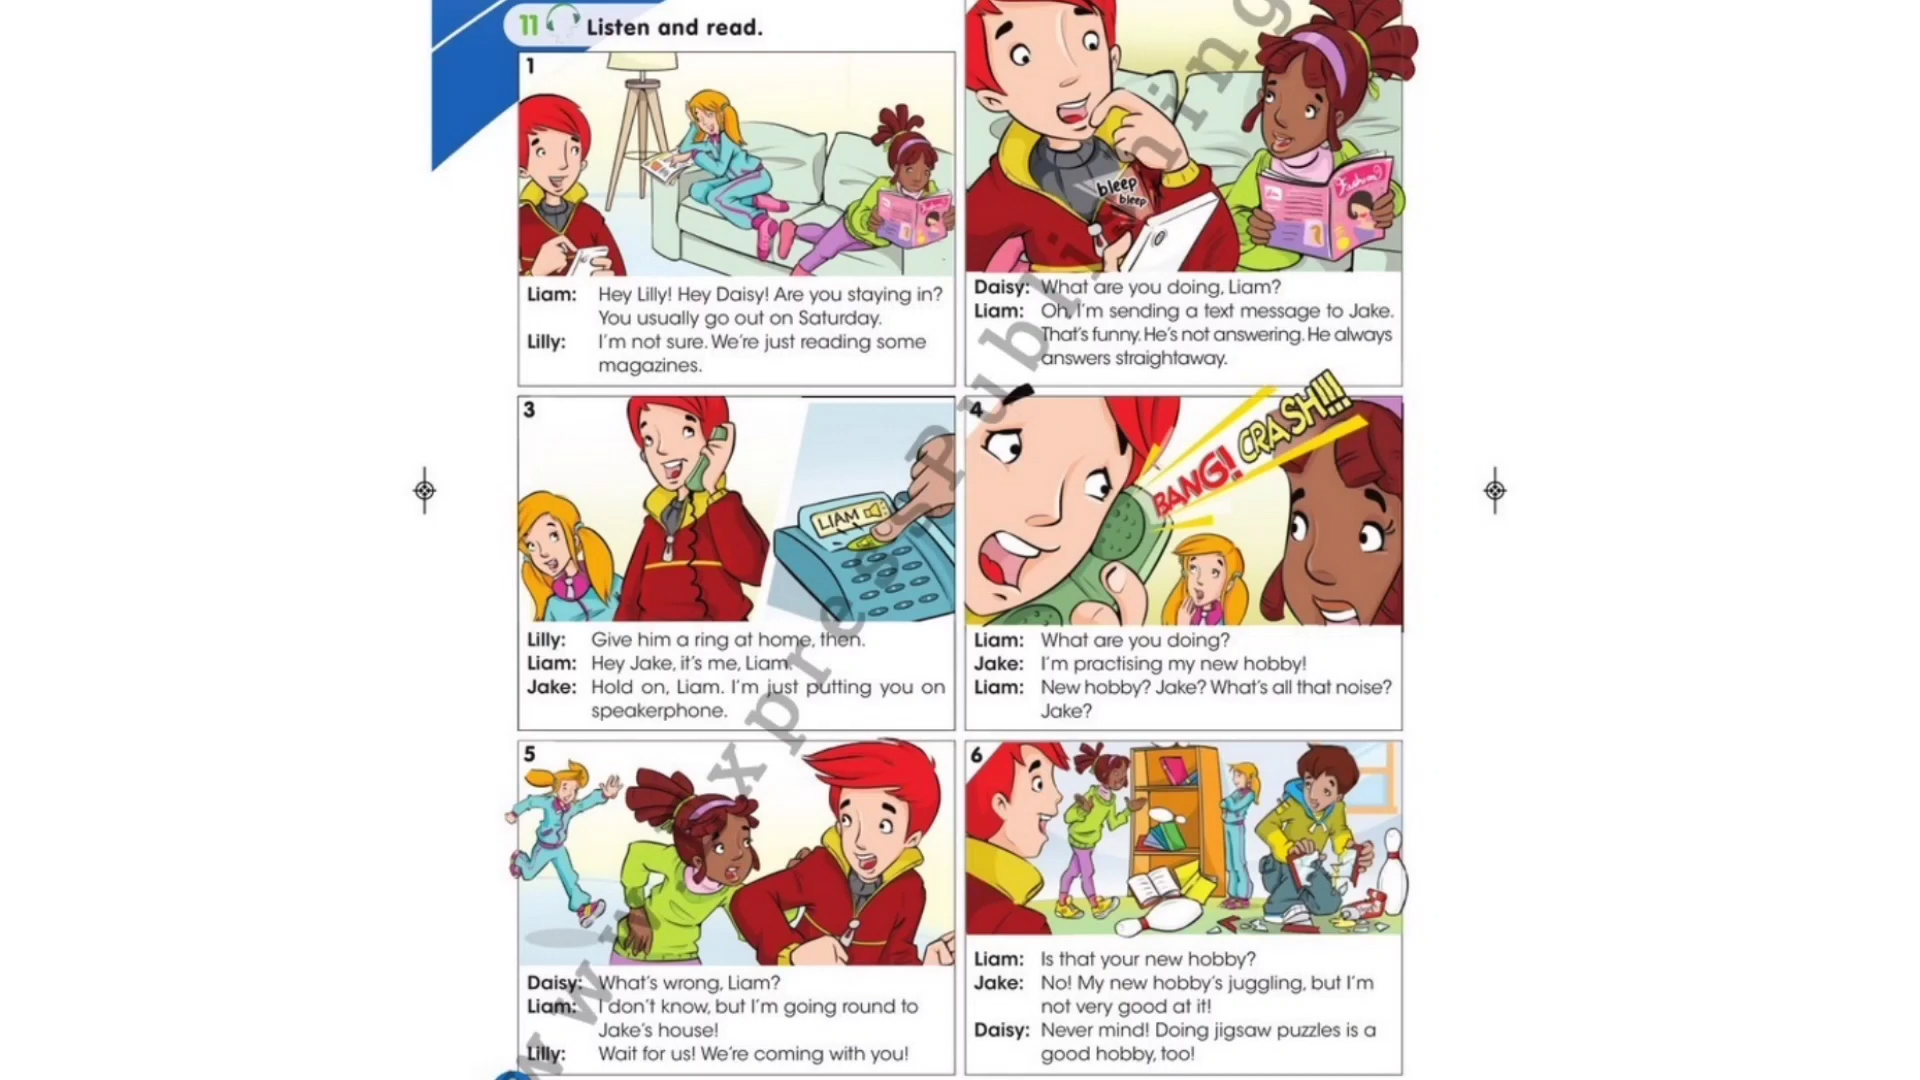 11 Listen and read.
1
Liam: Hey Lilly! Hey Daisy! Are you staying in?
You usually go out on Saturday.
Lilly: I'm not sure. We're just reading some
magazines.
Fashion
bleep
bleep
Daisy: What are you doing, Liam?
Liam: Oh, I'm sending a text message to Jake.
That's funny. He's not answering. He always
answers straightaway.
3
LIAM
Lilly: Give him a ring at home, then.
Liam: Hey Jake, it's me, Liam.
Jake: Hold on, Liam. I'm just putting you on
speakerphone.
4
BANG! CRASH!!!
Liam: What are you doing?
Jake: I'm practising my new hobby!
Liam: New hobby? Jake? What's all that noise?
Jake?
5
Daisy: What's wrong, Liam?
Liam: I don't know, but I'm going round to
Jake's house!
Lilly: Wait for us! We're coming with you!
6
Liam: Is that your new hobby?
Jake: No! My new hobby's juggling, but I'm
not very good at it!
Daisy: Never mind! Doing jigsaw puzzles is a
good hobby, too!